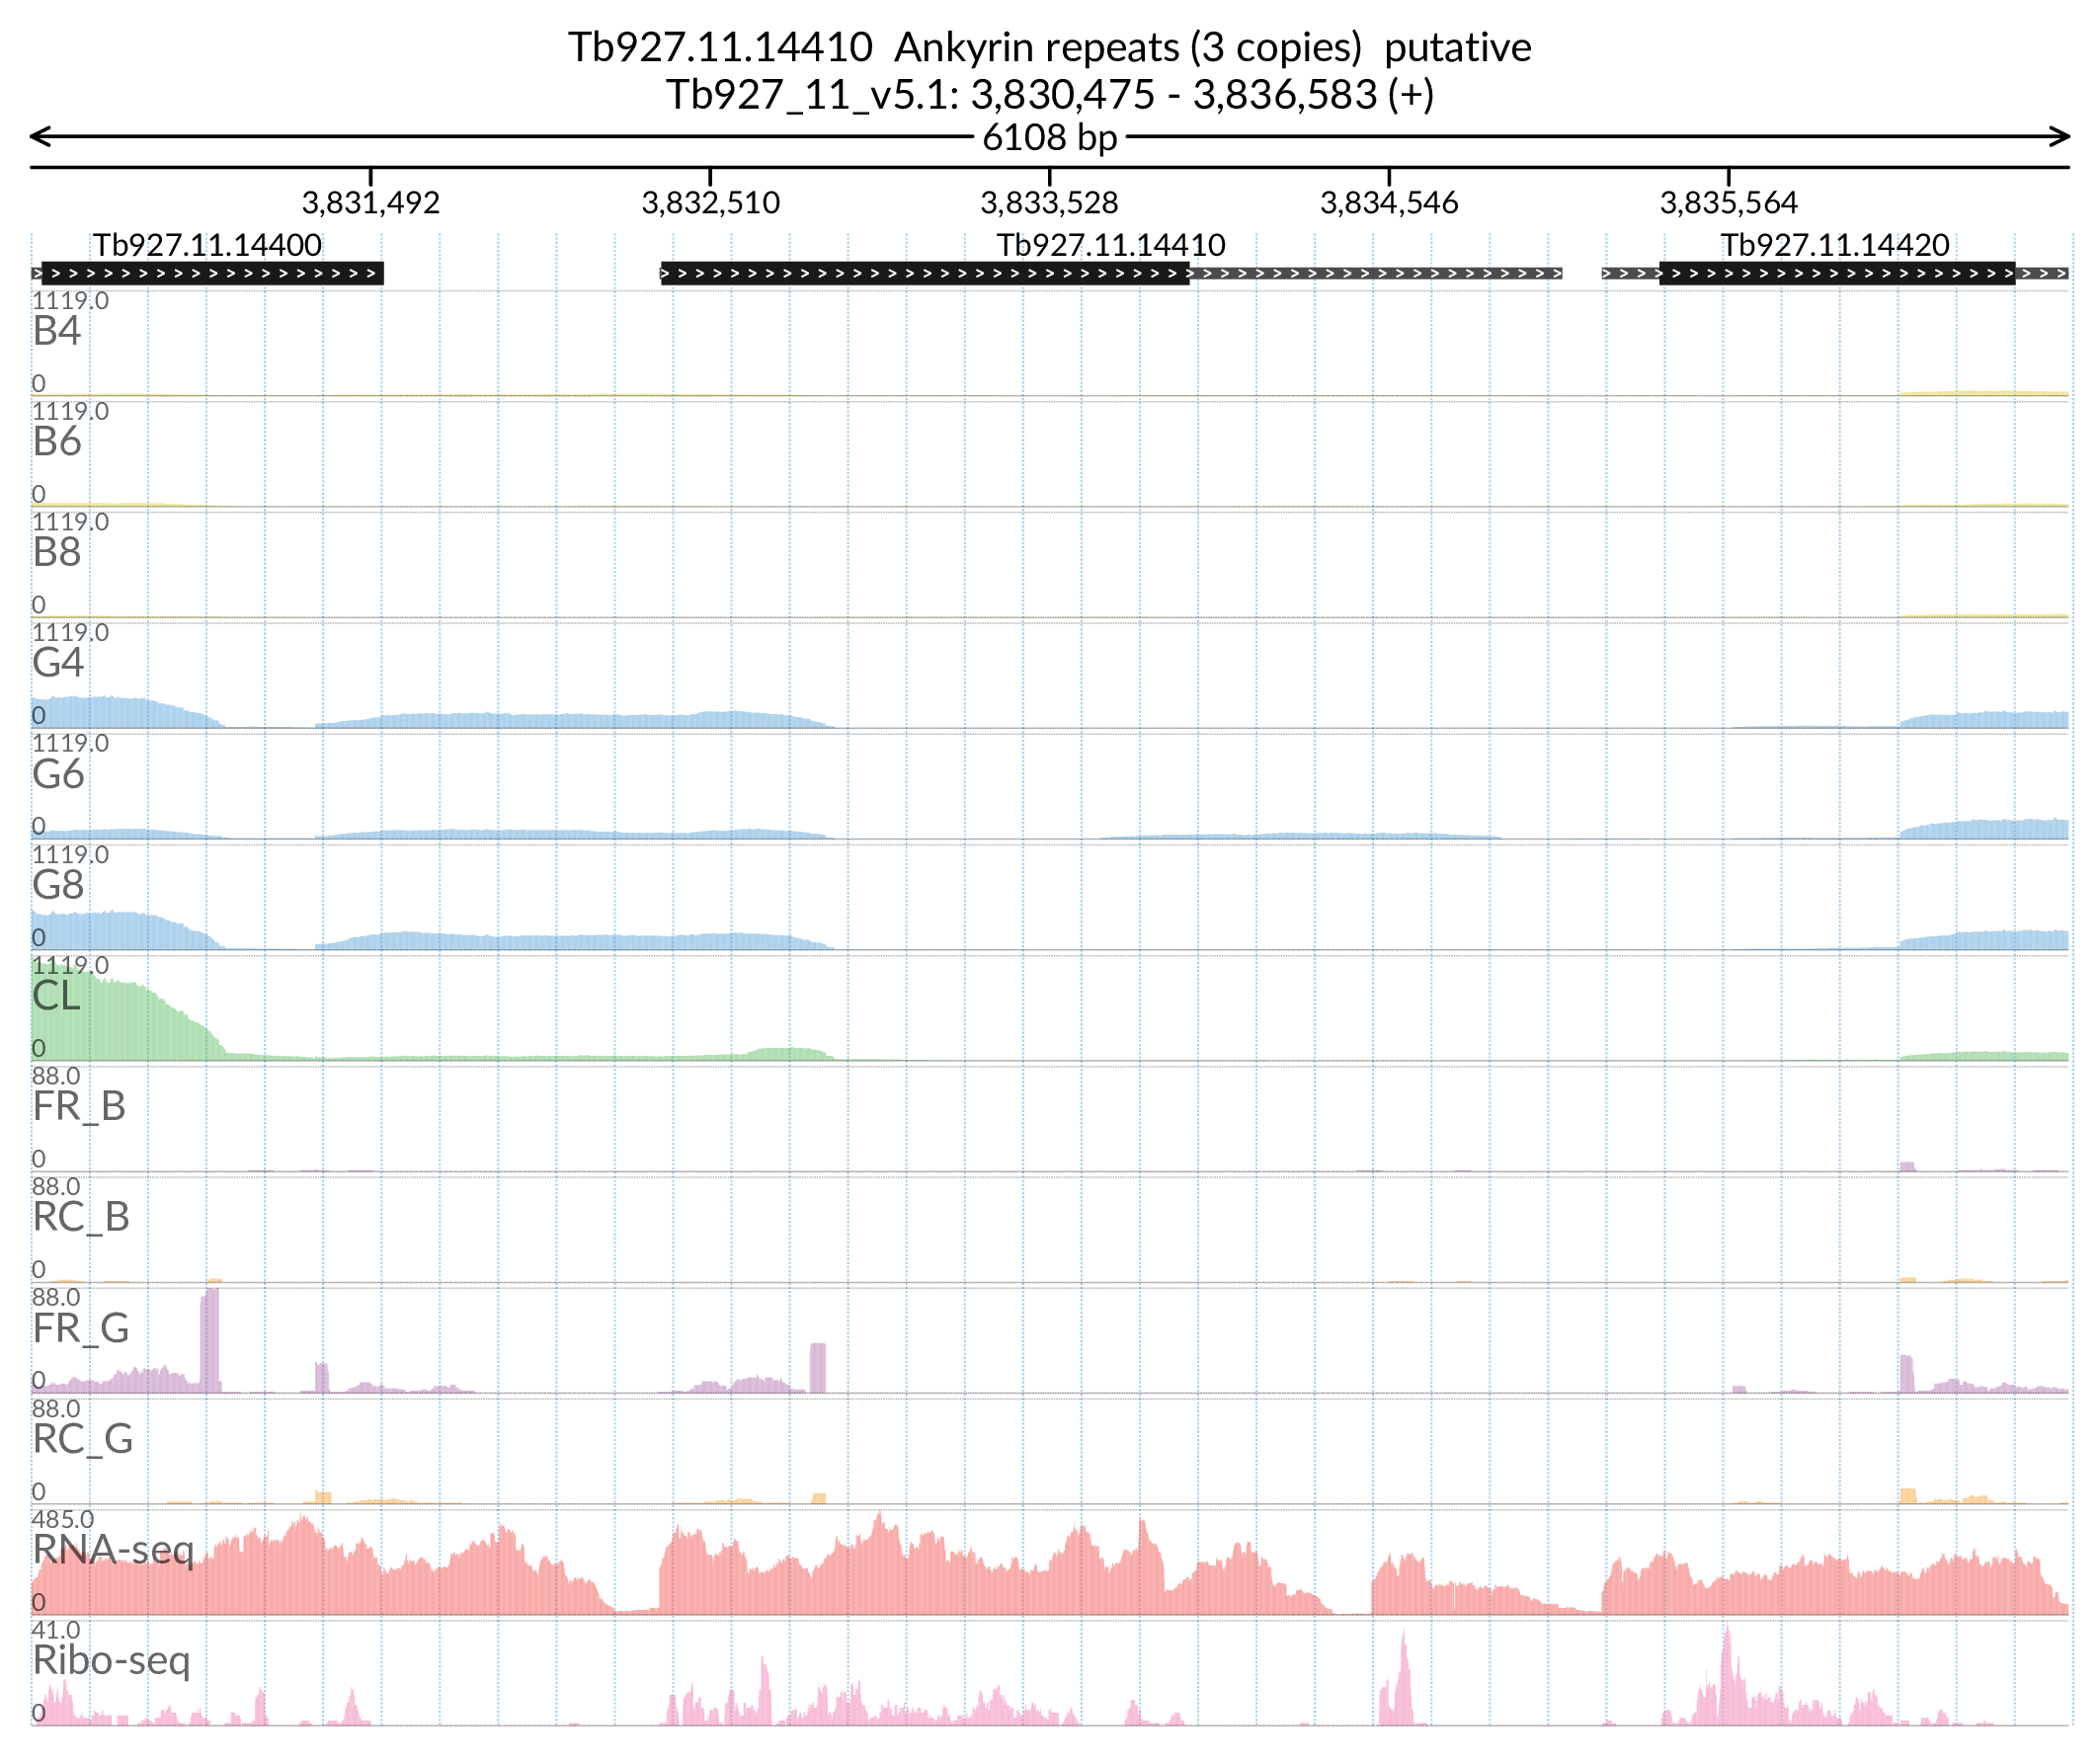 Tb927.11.14410  Ankyrin repeats (3 copies)  putative
Tb927_11_v5.1: 3,830,475 - 3,836,583 (+)
6108 bp
3,831,492 3,832,510 3,833,528 3,834,546 3,835,564
Tb927.11.14400 Tb927.11.14410 Tb927.11.14420
1119.0
B4
0
1119.0
B6
0
1119.0
B8
0
1119.0
G4
0
1119.0
G6
0
1119.0
G8
0
1119.0
CL
0
88.0
FR_B
0
88.0
RC_B
0
88.0
FR_G
0
88.0
RC_G
0
485.0
RNA-seq
0
41.0
Ribo-seq
0